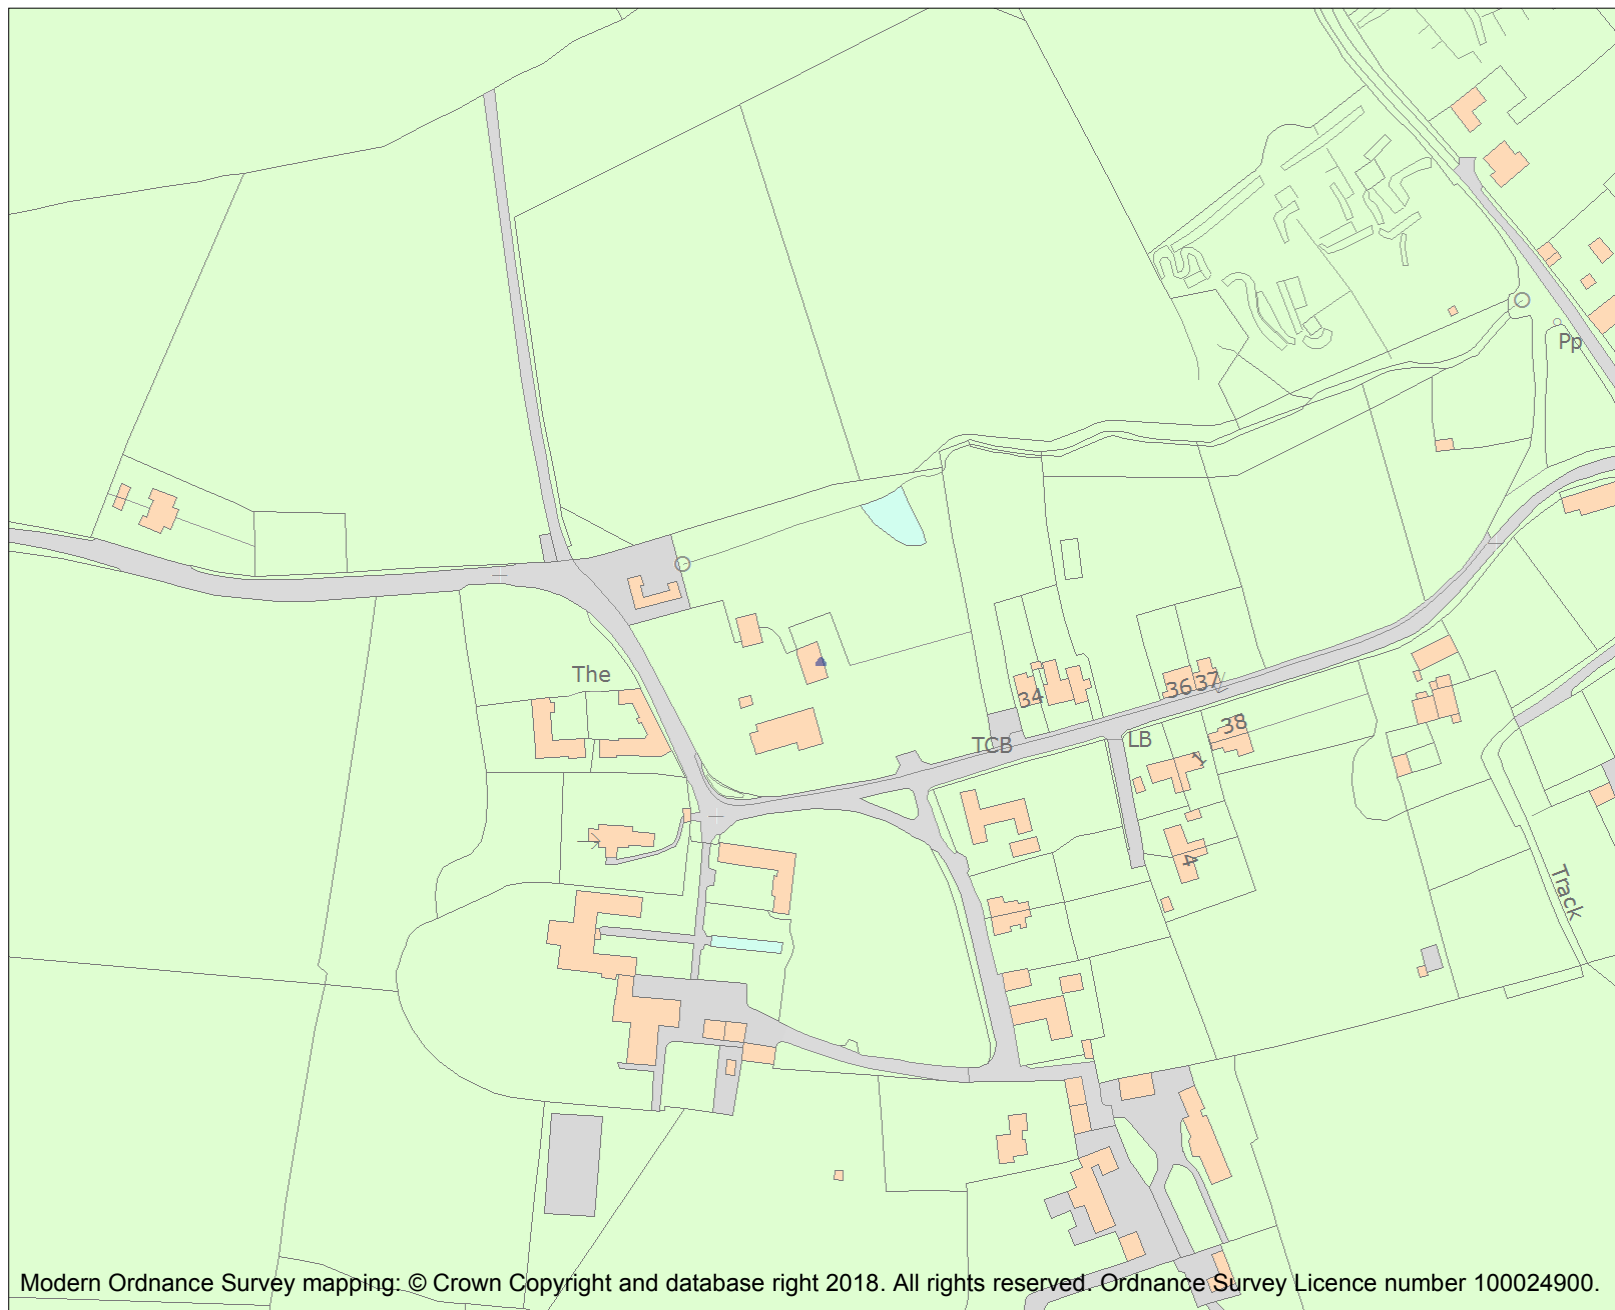 Pp
The
34
36
37
TCB
LB
38
1
4
Track
Modern Ordnance Survey mapping: © Crown Copyright and database right 2018. All rights reserved. Ordnance Survey Licence number 100024900.